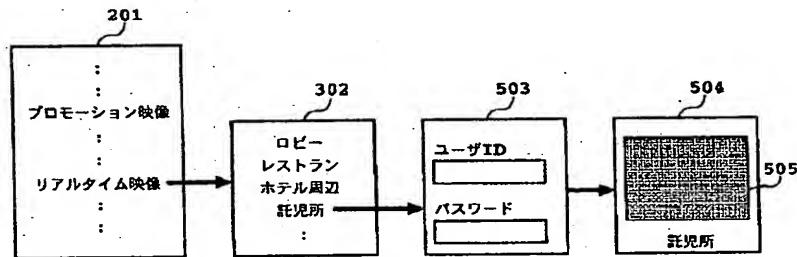 201
:
:
プロモーション映像
:
:
リアルタイム映像
:
:
302
ロビー
レストラン
ホテル周辺
託児所
:
503
ユーザID
パスワード
504
505
託児所